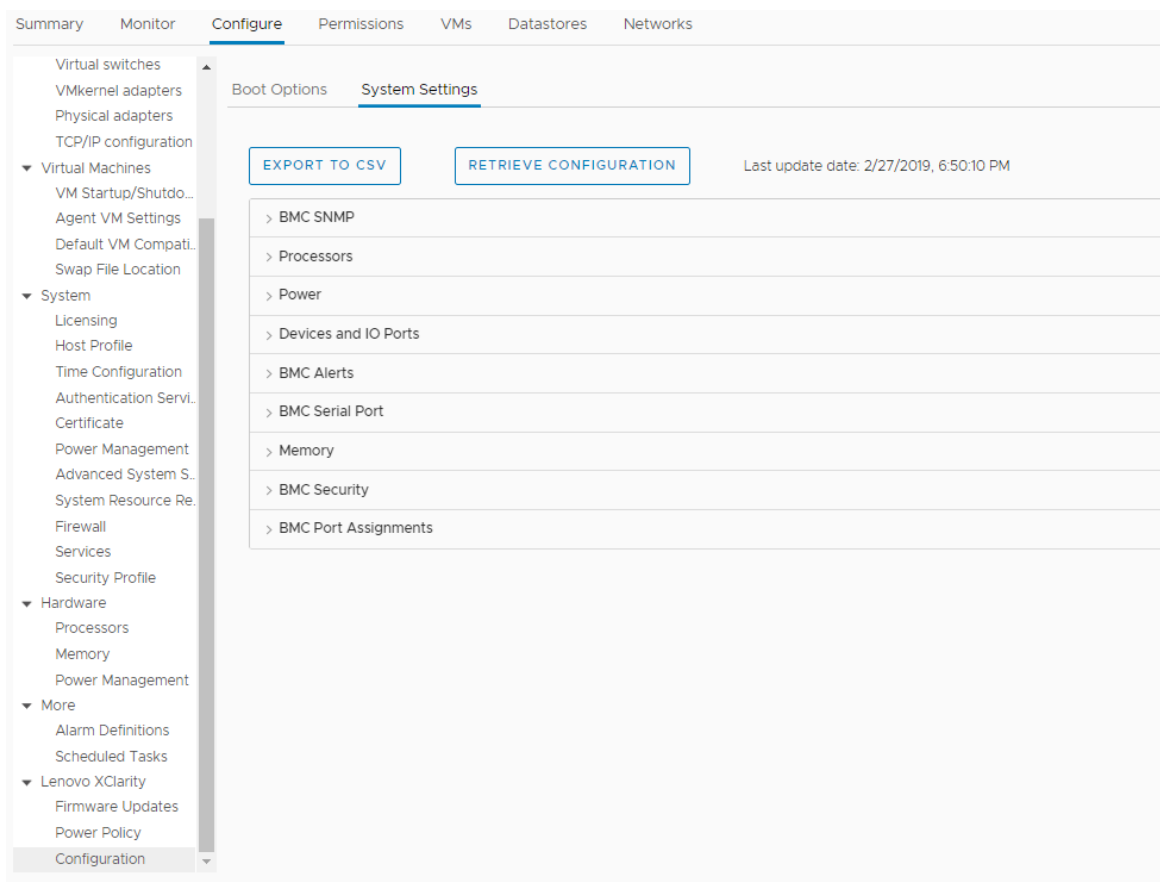 Summary Monitor Configure Permissions VMs Datastores Networks
Virtual switches
VMkernel adapters
Physical adapters
TCP/IP configuration
Virtual Machines
VM Startup/Shutdo...
Agent VM Settings
Default VM Compati..
Swap File Location
System
Licensing
Host Profile
Time Configuration
Authentication Servi..
Certificate
Power Management
Advanced System S..
System Resource Re.
Firewall
Services
Security Profile
Hardware
Processors
Memory
Power Management
More
Alarm Definitions
Scheduled Tasks
Lenovo XClarity
Firmware Updates
Power Policy
Configuration
Boot Options System Settings
EXPORT TO CSV RETRIEVE CONFIGURATION Last update date: 2/27/2019, 6:50:10 PM
BMC SNMP
Processors
Power
Devices and IO Ports
BMC Alerts
BMC Serial Port
Memory
BMC Security
BMC Port Assignments